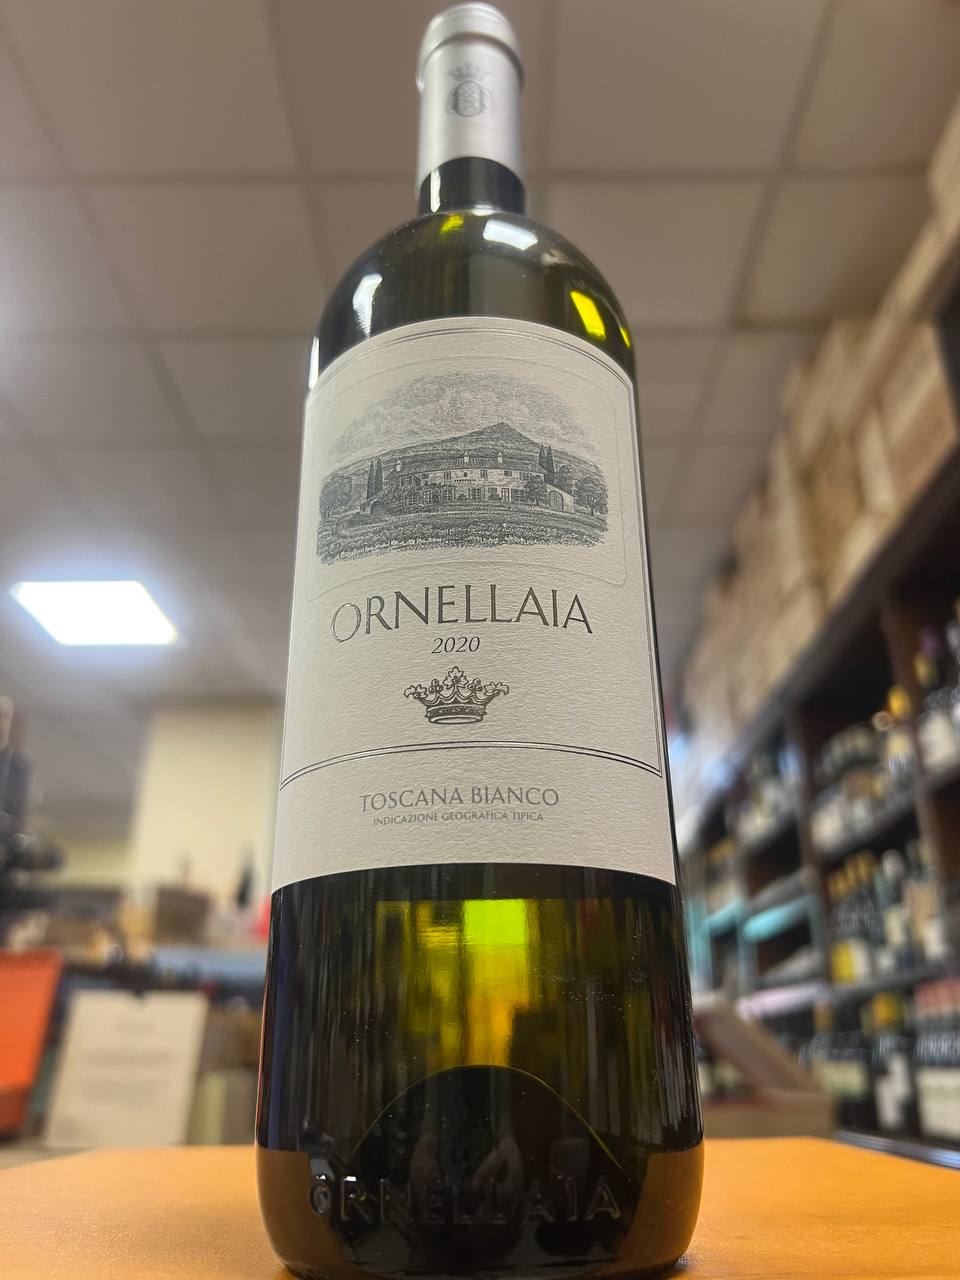 ORNELLAIA
2020
TOSCANA BIANCO
INDICAZIONE GEOGRAFICA TIPICA
ORNELLAIA